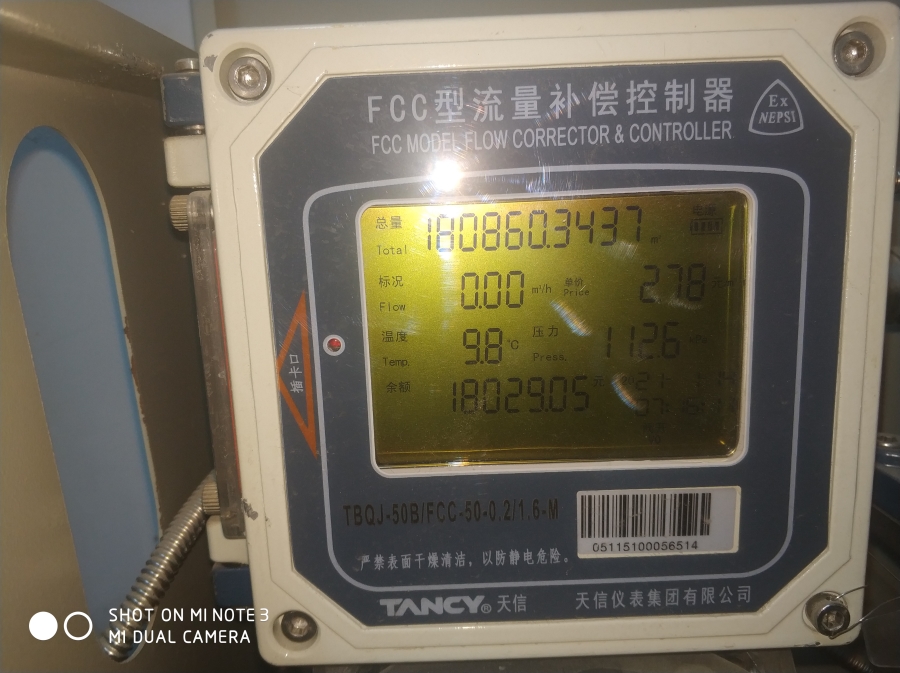 FCC型流量补偿控制器
FCC MODEL FLOW CORRECTOR & CONTROLLER
Ex
NEPSI
总量
Total
180860.3437
标况
Flow
0.00 m³/h
单价
Price
2.78
温度
Temp.
9.8 °C
压力
Press.
112.6
余额
18029.05 元
插卡口
TBQJ-50B/FCC-50-0.2/1.6-M
05115100056514
严禁表面干燥清洁，以防静电危险。
TANCY® 天信
天信仪表集团有限公司
SHOT ON MI NOTE 3
MI DUAL CAMERA